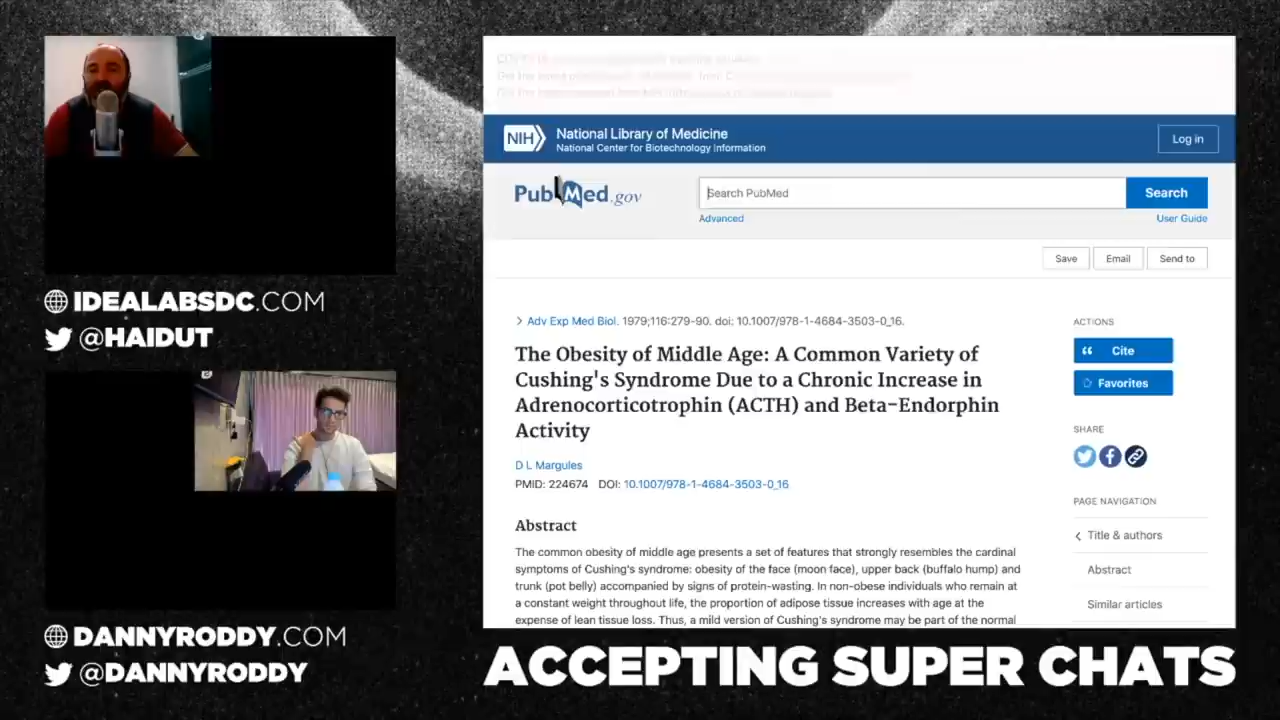 IDEALABSDC.COM
@HAIDUT
DANNYRODDY.COM
@DANNYRODDY
NIH
National Library of Medicine
National Center for Biotechnology Information
Log in
PubMed.gov
Search PubMed
Search
Advanced
User Guide
Save
Email
Send to
> Adv Exp Med Biol. 1979;116:279-90. doi: 10.1007/978-1-4684-3503-0_16.
The Obesity of Middle Age: A Common Variety of
Cushing's Syndrome Due to a Chronic Increase in
Adrenocorticotrophin (ACTH) and Beta-Endorphin
Activity
D L Margules
PMID: 224674 DOI: 10.1007/978-1-4684-3503-0_16
Abstract
The common obesity of middle age presents a set of features that strongly resembles the cardinal
symptoms of Cushing's syndrome: obesity of the face (moon face), upper back (buffalo hump) and
trunk (pot belly) accompanied by signs of protein-wasting. In non-obese individuals who remain at
a constant weight throughout life, the proportion of adipose tissue increases with age at the
expense of lean tissue loss. Thus, a mild version of Cushing's syndrome may be part of the normal
ACTIONS
Cite
Favorites
SHARE
PAGE NAVIGATION
Title & authors
Abstract
Similar articles
ACCEPTING SUPER CHATS